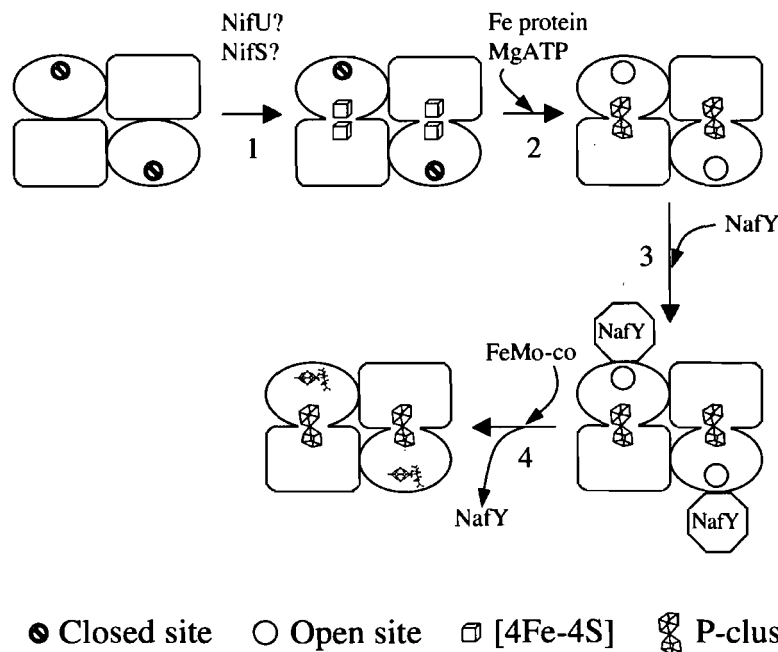 NifU?
NifS?
1
Fe protein
MgATP
2
NafY
3
NafY
FeMo-co
4
NafY
NafY
Closed site
Open site
[4Fe-4S]
P-clus